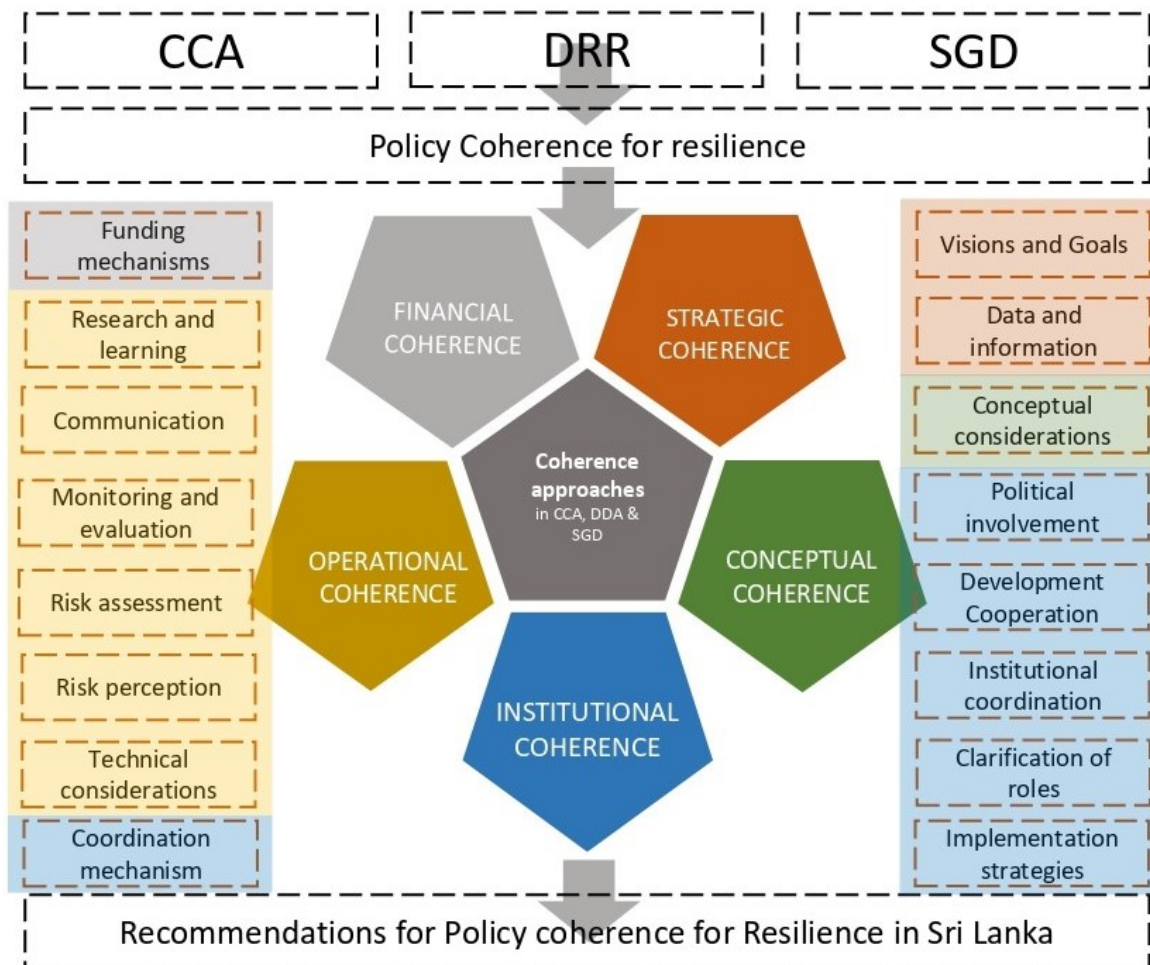 CCA
DRR
SGD
Policy Coherence for resilience
Funding
mechanisms
Research and
learning
Communication
Monitoring and
evaluation
Risk assessment
Risk perception
Technical
considerations
Coordination
mechanism
FINANCIAL
COHERENCE
STRATEGIC
COHERENCE
Coherence
approaches
in CCA, DDA &
SGD
OPERATIONAL
COHERENCE
CONCEPTUAL
COHERENCE
INSTITUTIONAL
COHERENCE
Visions and Goals
Data and
information
Conceptual
considerations
Political
involvement
Development
Cooperation
Institutional
coordination
Clarification of
roles
Implementation
strategies
Recommendations for Policy coherence for Resilience in Sri Lanka